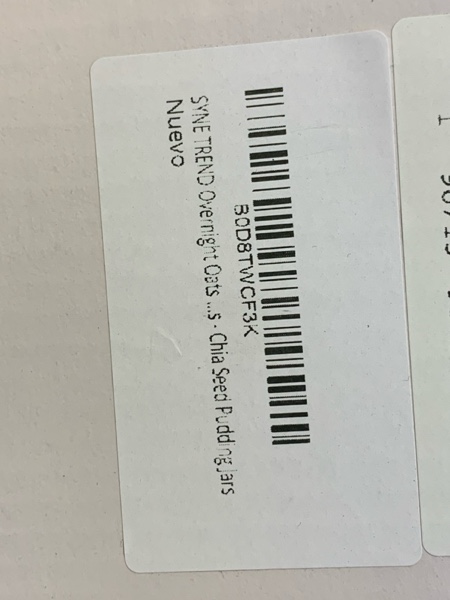 B0D8TWCF3K
SYNE TREND Overnight Oats ...s - Chia Seed Pudding Jars
Nuevo